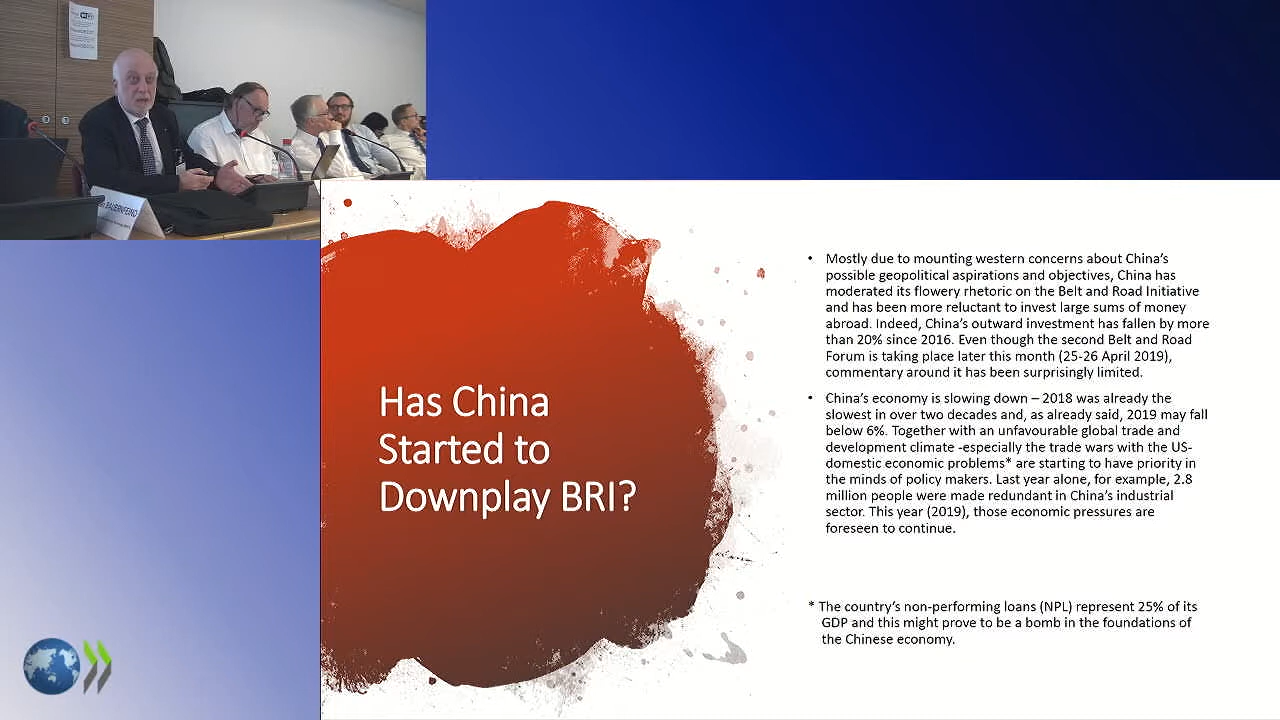 WiFi
BAUERNFEIND
Has China
Started to
Downplay BRI?
• Mostly due to mounting western concerns about China's
possible geopolitical aspirations and objectives, China has
moderated its flowery rhetoric on the Belt and Road Initiative
and has been more reluctant to invest large sums of money
abroad. Indeed, China's outward investment has fallen by more
than 20% since 2016. Even though the second Belt and Road
Forum is taking place later this month (25-26 April 2019),
commentary around it has been surprisingly limited.
• China's economy is slowing down – 2018 was already the
slowest in over two decades and, as already said, 2019 may fall
below 6%. Together with an unfavourable global trade and
development climate -especially the trade wars with the US-
domestic economic problems* are starting to have priority in
the minds of policy makers. Last year alone, for example, 2.8
million people were made redundant in China's industrial
sector. This year (2019), those economic pressures are
foreseen to continue.
* The country's non-performing loans (NPL) represent 25% of its
GDP and this might prove to be a bomb in the foundations of
the Chinese economy.